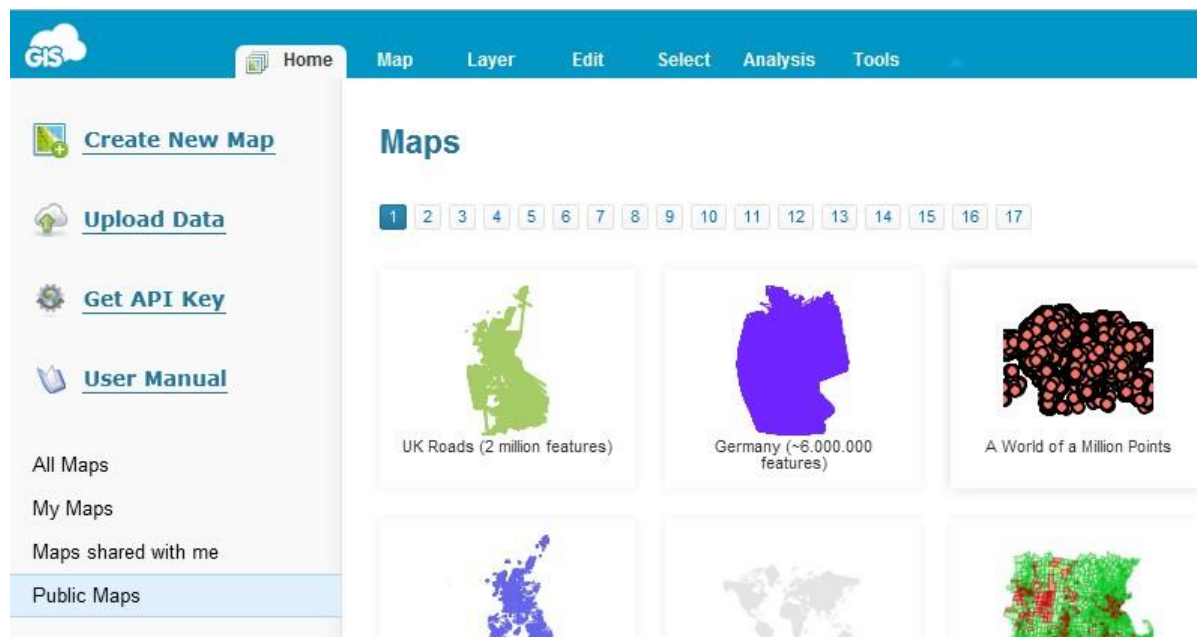 GIS
Home Map Layer Edit Select Analysis Tools
Create New Map
Upload Data
Get API Key
User Manual
All Maps
My Maps
Maps shared with me
Public Maps
Maps
1 2 3 4 5 6 7 8 9 10 11 12 13 14 15 16 17
UK Roads (2 million features)
Germany (~6.000.000
features)
A World of a Million Points